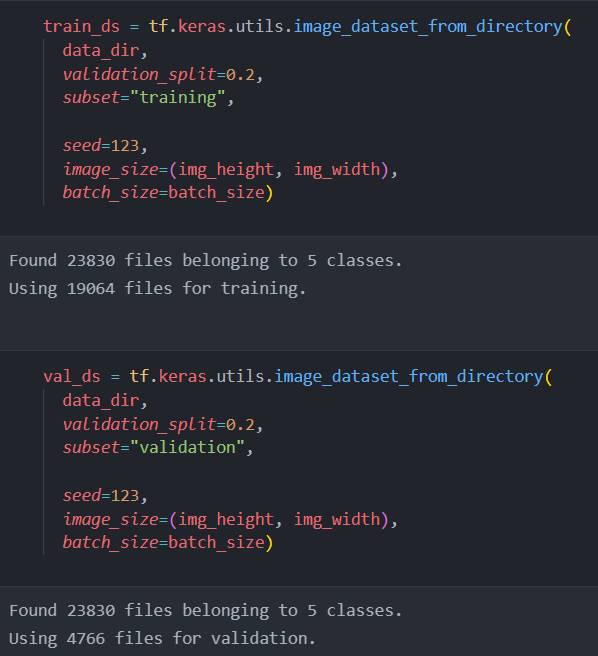 train_ds = tf.keras.utils.image_dataset_from_directory(
data_dir,
validation_split=0.2,
subset="training",
seed=123,
image_size=(img_height, img_width),
batch_size=batch_size)
Found 23830 files belonging to 5 classes.
Using 19064 files for training.
val_ds = tf.keras.utils.image_dataset_from_directory(
data_dir,
validation_split=0.2,
subset="validation",
seed=123,
image_size=(img_height, img_width),
batch_size=batch_size)
Found 23830 files belonging to 5 classes.
Using 4766 files for validation.